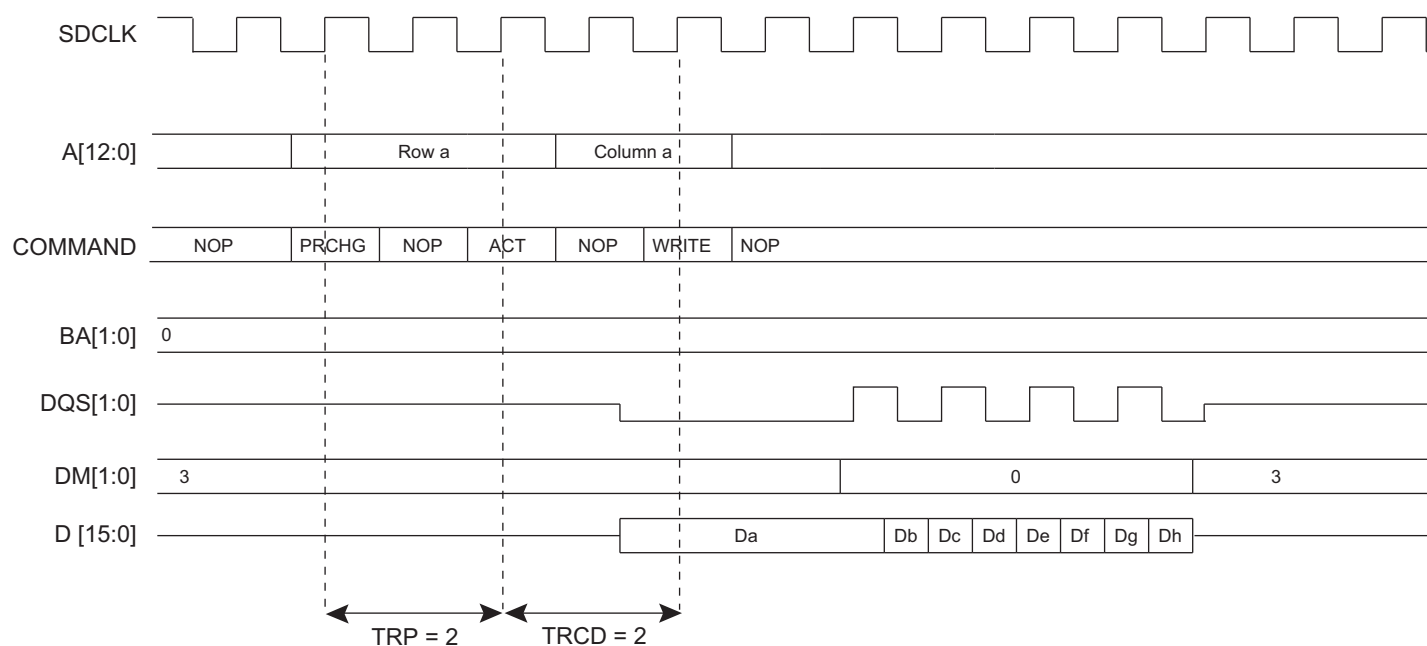 SDCLK
A[12:0] Row a Column a
COMMAND NOP PRCHG NOP ACT NOP WRITE NOP
BA[1:0] 0
DQS[1:0]
DM[1:0] 3 0 3
D [15:0] Da Db Dc Dd De Df Dg Dh
TRP = 2 TRCD = 2